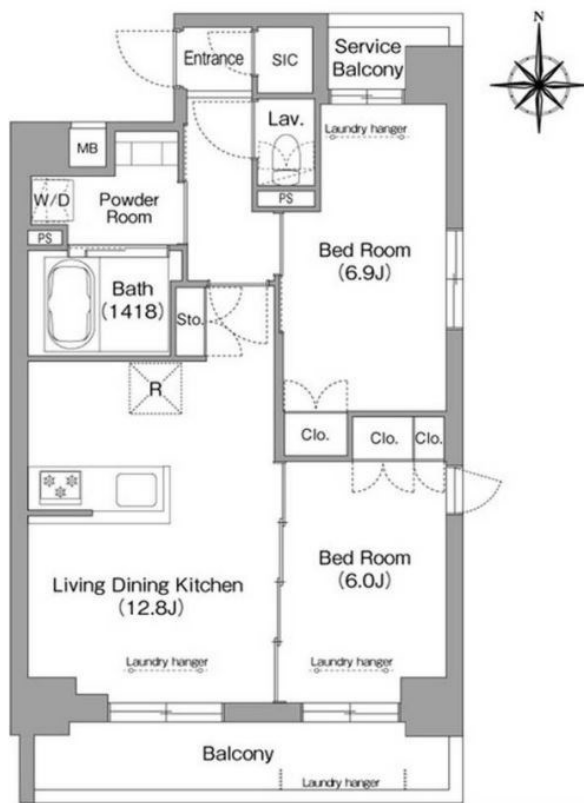 N
Entrance
SIC
Service
Balcony
Lav.
Laundry hanger
MB
W/D
Powder
Room
PS
PS
Bed Room
(6.9J)
Bath
(1418)
Sto.
R
Clo.
Clo.
Clo.
Living Dining Kitchen
(12.8J)
Bed Room
(6.0J)
Laundry hanger
Laundry hanger
Balcony
Laundry hanger